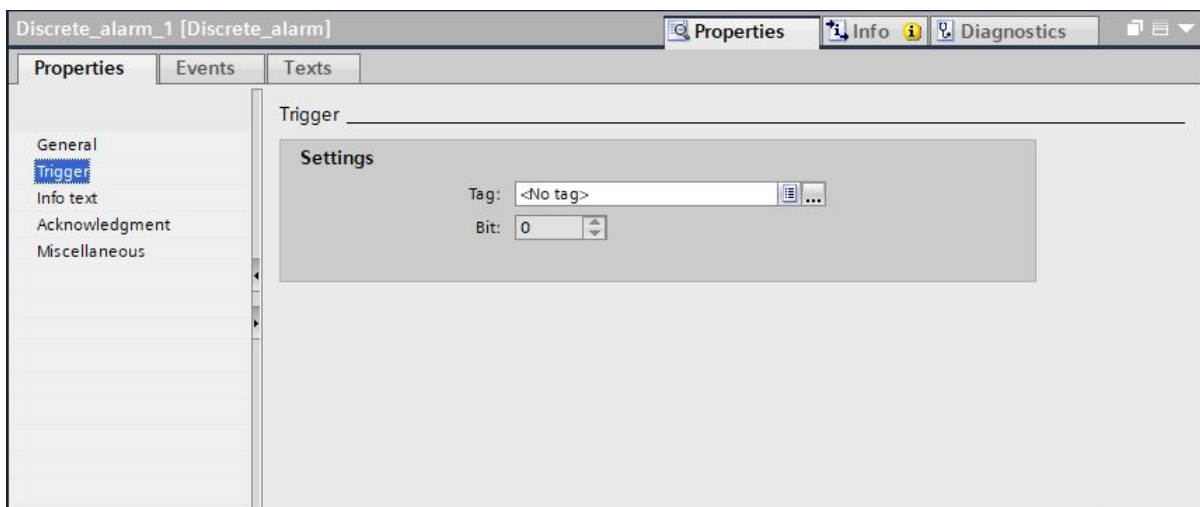 Discrete_alarm_1 [Discrete_alarm] Properties Info Diagnostics
Properties Events Texts
Trigger
General
Trigger
Info text
Acknowledgment
Miscellaneous
Settings
Tag: <No tag> ...
Bit: 0